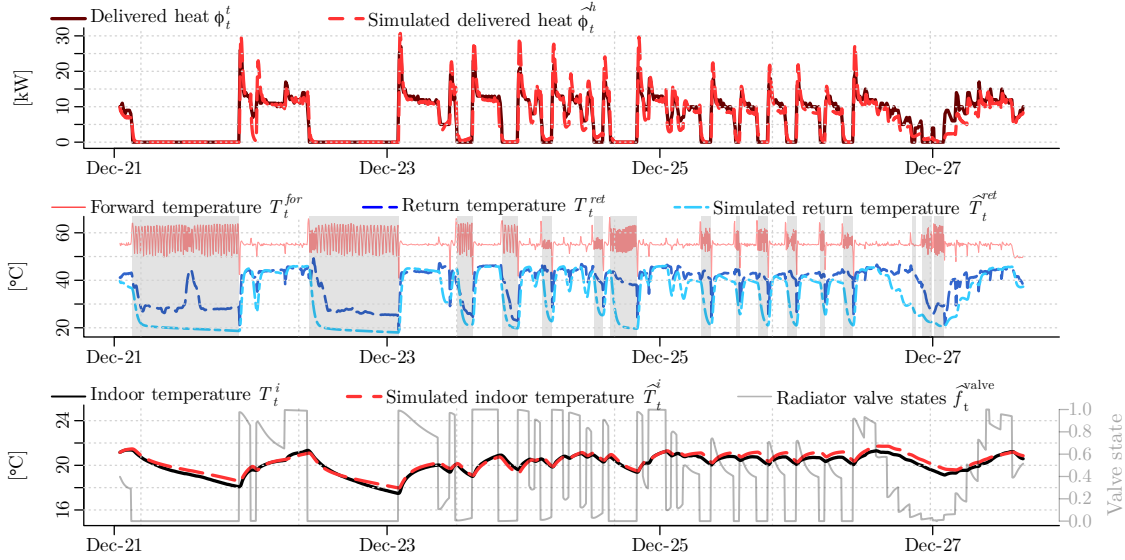 Delivered heat ϕ_t^t Simulated delivered heat \hat{ϕ}_t^h
[kW]
30
20
10
0
Dec-21 Dec-23 Dec-25 Dec-27
Forward temperature T_t^{for} Return temperature T_t^{ret} Simulated return temperature \hat{T}_t^{ret}
[°C]
60
40
20
Dec-21 Dec-23 Dec-25 Dec-27
Indoor temperature T_t^i Simulated indoor temperature \hat{T}_t^i Radiator valve states \hat{f}_t^{valve}
[°C]
24
20
16
1.0
0.8
0.6
0.4
0.2
0.0
Valve state
Dec-21 Dec-23 Dec-25 Dec-27